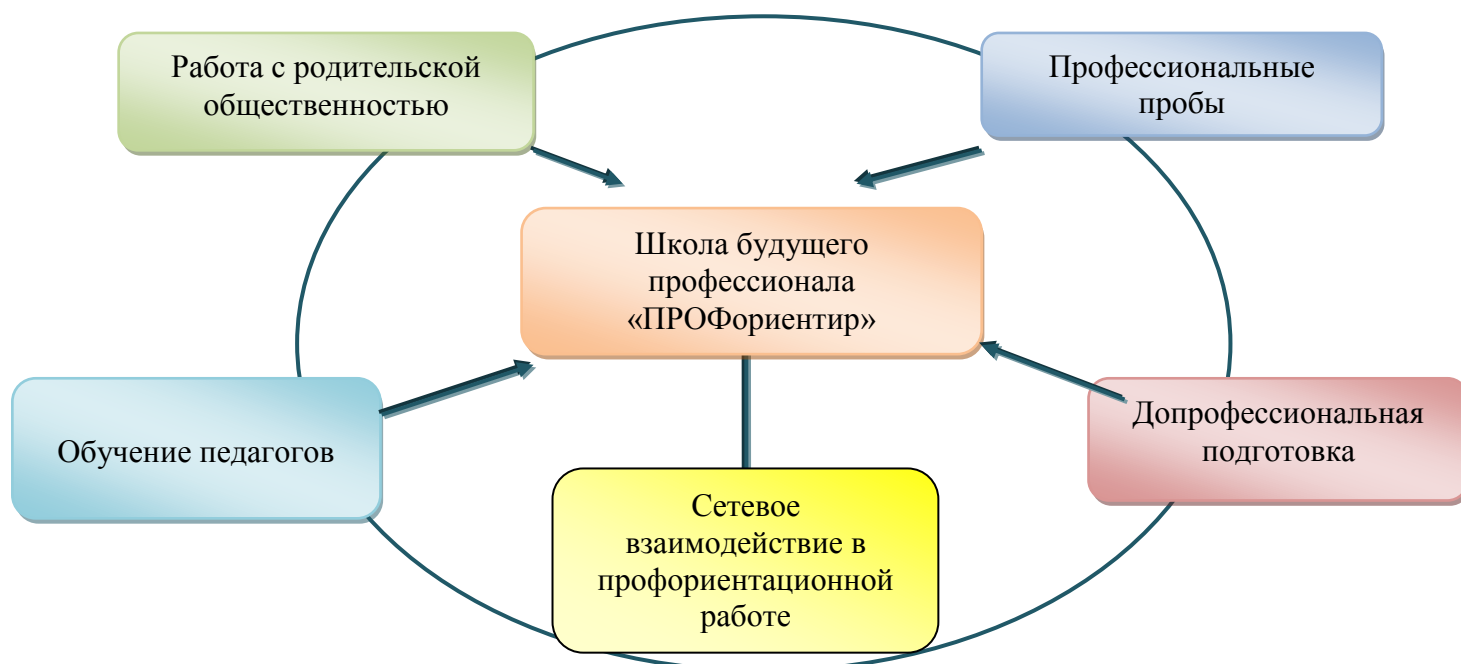 Работа с родительской
общественностью
Профессиональные
пробы
Школа будущего
профессионала
«ПРОФориентир»
Обучение педагогов
Допрофессиональная
подготовка
Сетевое
взаимодействие в
профориентационной
работе